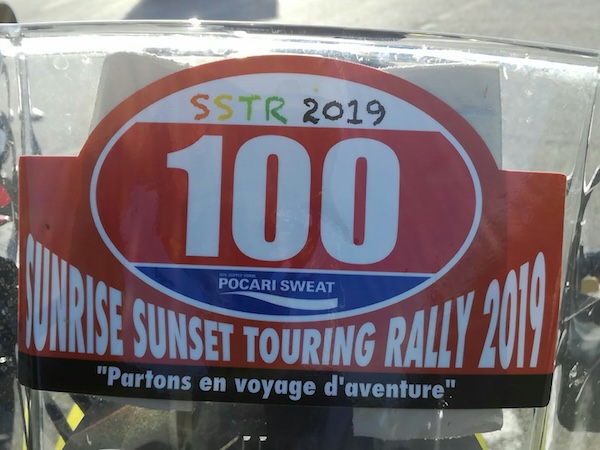 SSTR 2019
100
POCARI SWEAT
SUNRISE SUNSET TOURING RALLY 2019
"Partons en voyage d'aventure"